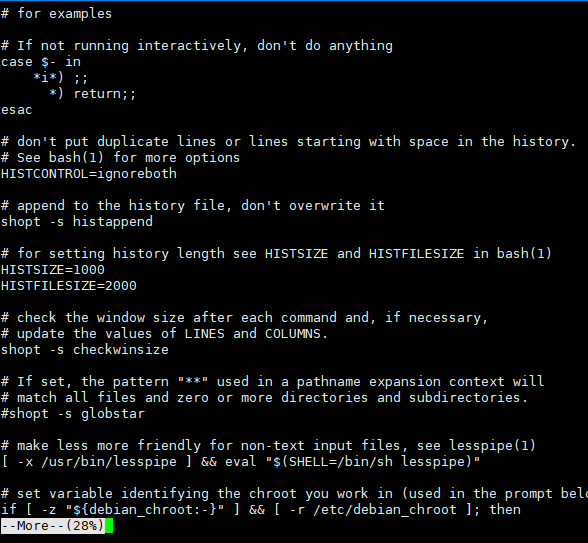 # for examples

# If not running interactively, don't do anything
case $- in
    *i*) ;;
      *) return;;
esac

# don't put duplicate lines or lines starting with space in the history.
# See bash(1) for more options
HISTCONTROL=ignoreboth

# append to the history file, don't overwrite it
shopt -s histappend

# for setting history length see HISTSIZE and HISTFILESIZE in bash(1)
HISTSIZE=1000
HISTFILESIZE=2000

# check the window size after each command and, if necessary,
# update the values of LINES and COLUMNS.
shopt -s checkwinsize

# If set, the pattern "**" used in a pathname expansion context will
# match all files and zero or more directories and subdirectories.
#shopt -s globstar

# make less more friendly for non-text input files, see lesspipe(1)
[ -x /usr/bin/lesspipe ] && eval "$(SHELL=/bin/sh lesspipe)"

# set variable identifying the chroot you work in (used in the prompt
if [ -z "${debian_chroot:-}" ] && [ -r /etc/debian_chroot ]; then
--More--(28%)